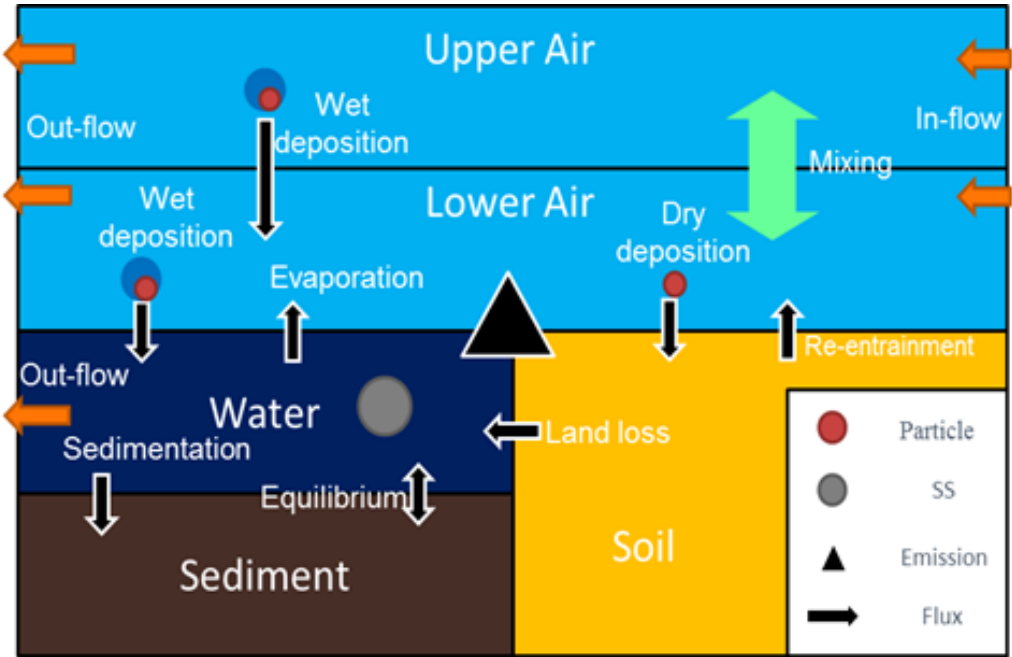 Upper Air
Wet
deposition
Out-flow
In-flow
Mixing
Lower Air
Wet
deposition
Dry
deposition
Evaporation
Re-entrainment
Out-flow
Water
Land loss
Sedimentation
Equilibrium
Sediment
Soil
Particle
SS
Emission
Flux